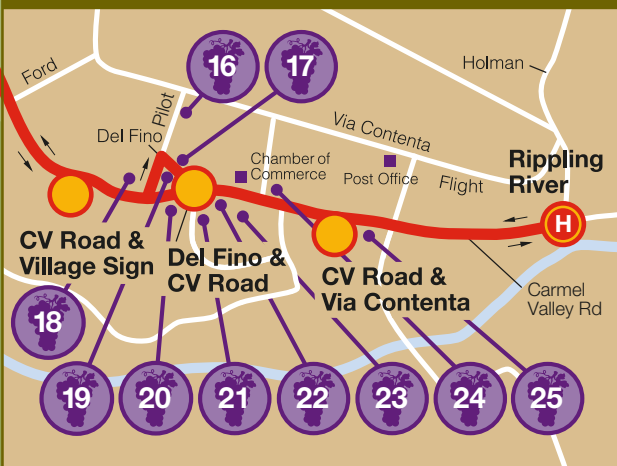 Ford
16
17
Holman
Pilot
Del Fino
Via Contenta
Chamber of
Commerce
Post Office
Flight
Rippling
River
H
CV Road &
Village Sign
Del Fino &
CV Road
CV Road &
Via Contenta
Carmel
Valley Rd
18
19
20
21
22
23
24
25